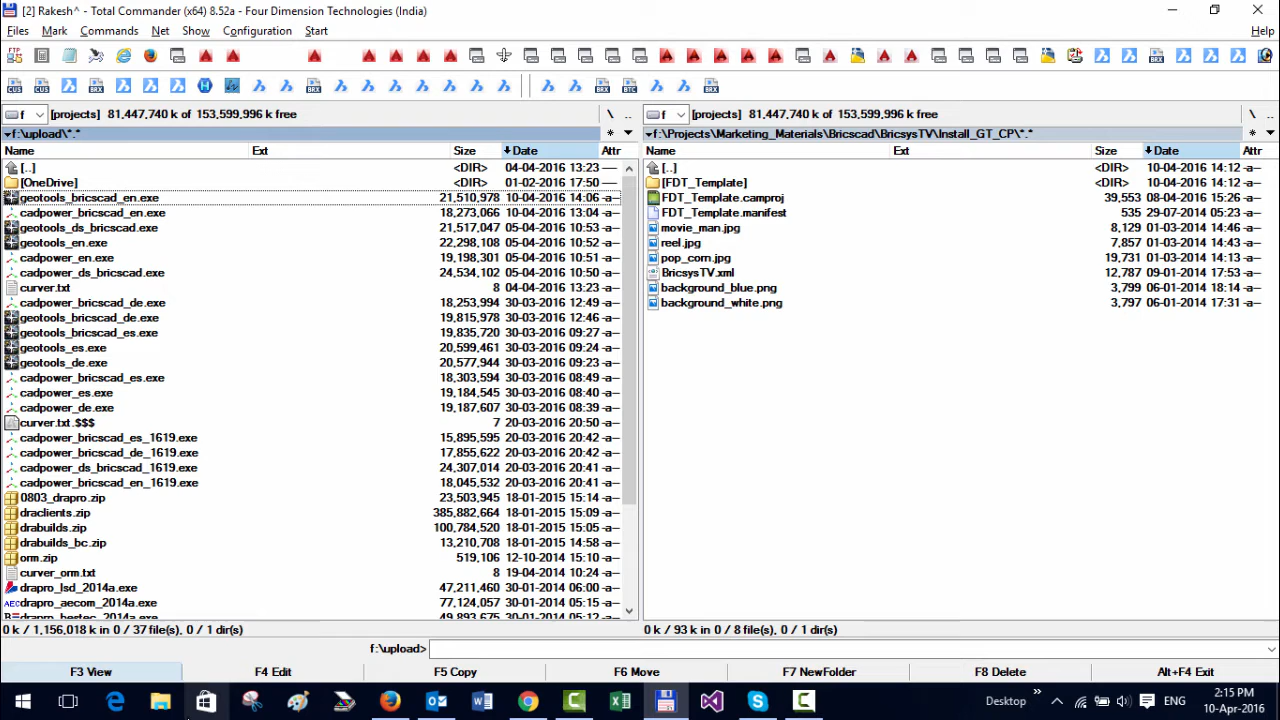 [2] Rakesh^ - Total Commander (x64) 8.52a - Four Dimension Technologies (India)
Files Mark Commands Net Show Configuration Start Help
f [projects] 81,447,740 k of 153,599,996 k free \ ..
f [projects] 81,447,740 k of 153,599,996 k free \ ..
f:\upload\*.* *
f:\Projects\Marketing_Materials\Bricscad\BricsysTV\Install_GT_CP\*.* *
Name Ext Size Date Attr
[..] <DIR> 04-04-2016 13:23 ----
[OneDrive] <DIR> 01-02-2016 17:50 ----
geotools_bricscad_en.exe 21,510,978 10-04-2016 14:06 -a--
cadpower_bricscad_en.exe 18,273,066 10-04-2016 13:04 -a--
geotools_ds_bricscad.exe 21,517,047 05-04-2016 10:53 -a--
geotools_en.exe 22,298,108 05-04-2016 10:52 -a--
cadpower_en.exe 19,198,301 05-04-2016 10:51 -a--
cadpower_ds_bricscad.exe 24,534,102 05-04-2016 10:50 -a--
curver.txt 8 04-04-2016 13:23 -a--
cadpower_bricscad_de.exe 18,253,994 30-03-2016 12:49 -a--
geotools_bricscad_de.exe 19,815,978 30-03-2016 12:46 -a--
geotools_bricscad_es.exe 19,835,720 30-03-2016 09:27 -a--
geotools_es.exe 20,599,461 30-03-2016 09:24 -a--
geotools_de.exe 20,577,944 30-03-2016 09:23 -a--
cadpower_bricscad_es.exe 18,303,594 30-03-2016 08:49 -a--
cadpower_es.exe 19,184,545 30-03-2016 08:40 -a--
cadpower_de.exe 19,187,607 30-03-2016 08:39 -a--
curver.txt.$$$ 7 20-03-2016 20:50 -a--
cadpower_bricscad_es_1619.exe 15,895,595 20-03-2016 20:42 -a--
cadpower_bricscad_de_1619.exe 17,855,622 20-03-2016 20:42 -a--
cadpower_ds_bricscad_1619.exe 24,307,014 20-03-2016 20:41 -a--
cadpower_bricscad_en_1619.exe 18,045,532 20-03-2016 20:41 -a--
0803_drapro.zip 23,503,945 18-01-2015 15:14 -a--
draclients.zip 385,882,664 18-01-2015 15:09 -a--
drabuilds.zip 100,784,520 18-01-2015 15:05 -a--
drabuilds_bc.zip 13,210,708 18-01-2015 14:58 -a--
orm.zip 519,106 12-10-2014 15:10 -a--
curver_orm.txt 8 19-04-2014 10:24 -a--
drapro_lsd_2014a.exe 47,211,460 30-01-2014 06:00 -a--
drapro_aecom_2014a.exe 77,124,057 30-01-2014 05:15 -a--
drapro_bestec_2014a.exe 49,893,675 30-01-2014 05:12 -a--
0 k / 1,156,018 k in 0 / 37 file(s), 0 / 1 dir(s)
Name Ext Size Date Attr
[..] <DIR> 10-04-2016 14:12 ----
[FDT_Template] <DIR> 10-04-2016 14:12 ----
FDT_Template.camproj 39,553 08-04-2016 15:26 -a--
FDT_Template.manifest 535 29-07-2014 05:23 -a--
movie_man.jpg 8,129 01-03-2014 14:46 -a--
reel.jpg 7,857 01-03-2014 14:43 -a--
pop_corn.jpg 19,731 01-03-2014 14:13 -a--
BricsysTV.xml 12,787 09-01-2014 17:53 -a--
background_blue.png 3,799 06-01-2014 18:14 -a--
background_white.png 3,797 06-01-2014 17:31 -a--
0 k / 93 k in 0 / 8 file(s), 0 / 1 dir(s)
f:\upload>
F3 View F4 Edit F5 Copy F6 Move F7 NewFolder F8 Delete Alt+F4 Exit
Desktop » ENG 2:15 PM
10-Apr-2016